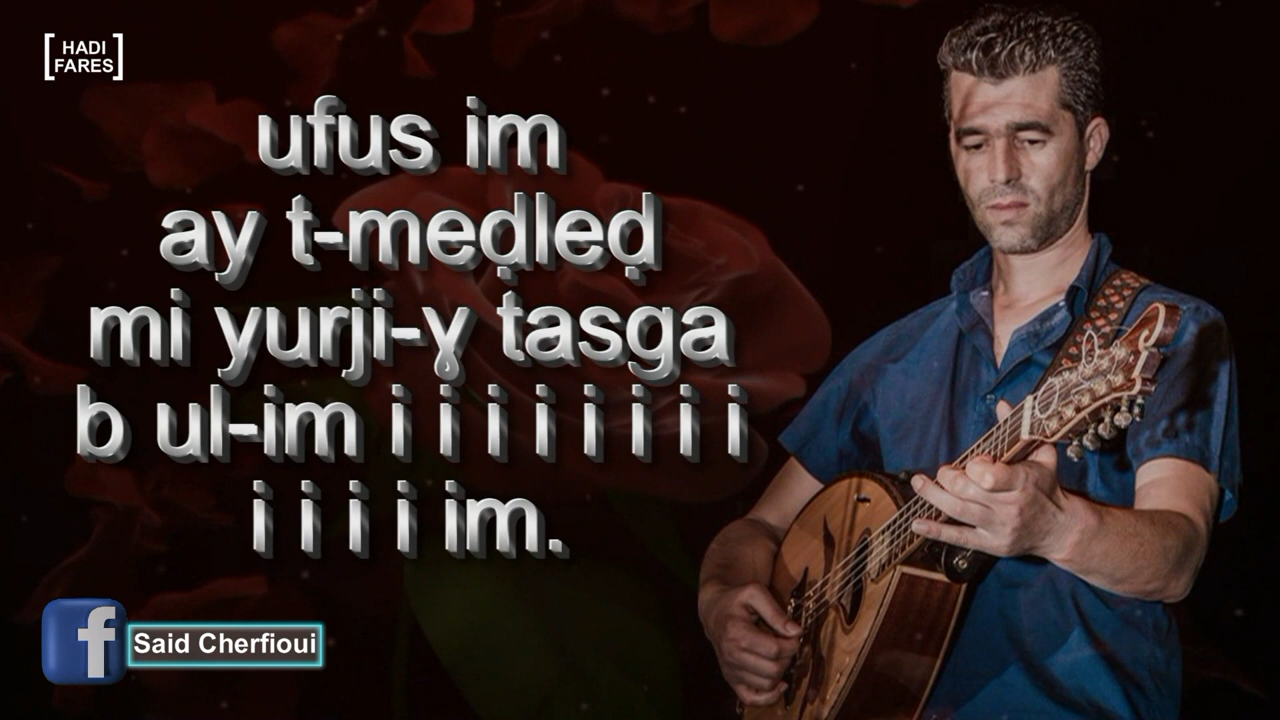 HADI
FARES
ufus im
ay t-meḍleḍ
mi yurji-ɣ tasga
b ul-im i i i i i i i i
i i i i im.
f
Said Cherfioui